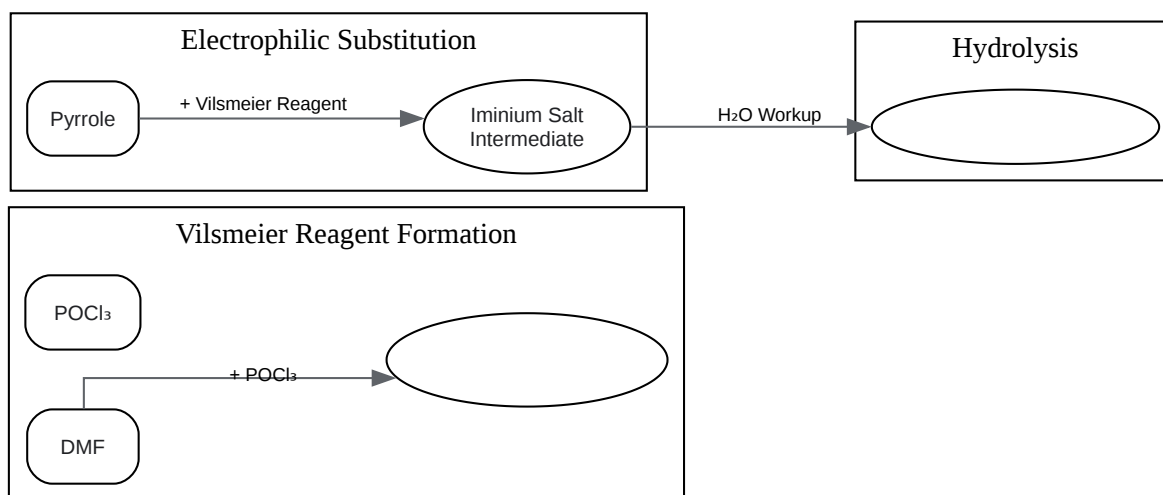 Electrophilic Substitution
Pyrrole
+ Vilsmeier Reagent
Iminium Salt
Intermediate
H₂O Workup
Hydrolysis
Vilsmeier Reagent Formation
POCl₃
+ POCl₃
DMF